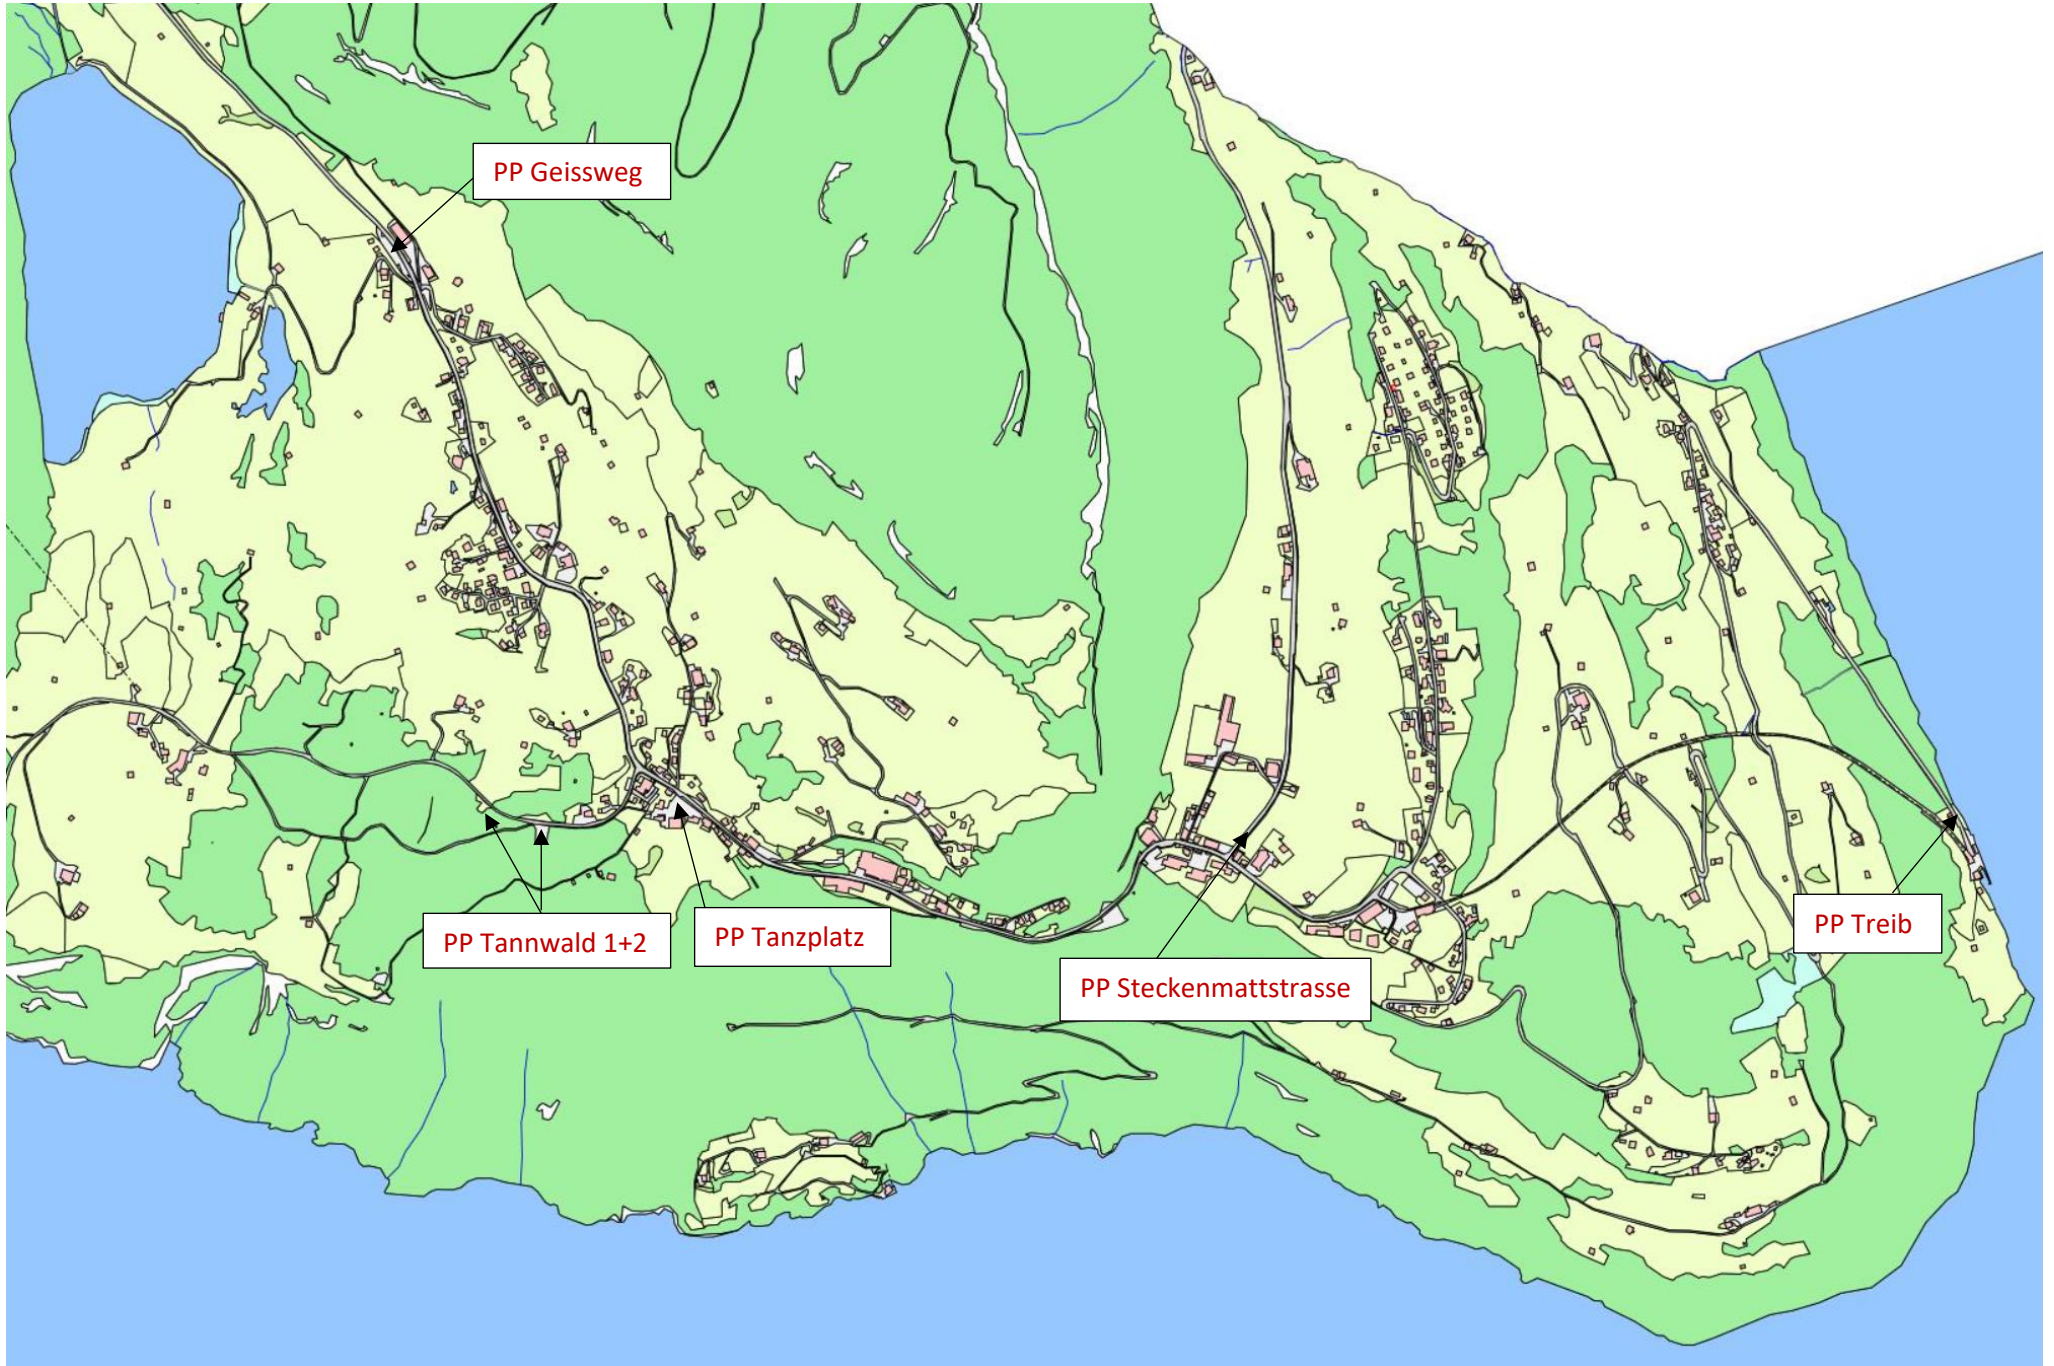 PP Geissweg
PP Tannwald 1+2
PP Tanzplatz
PP Steckenmattstrasse
PP Treib